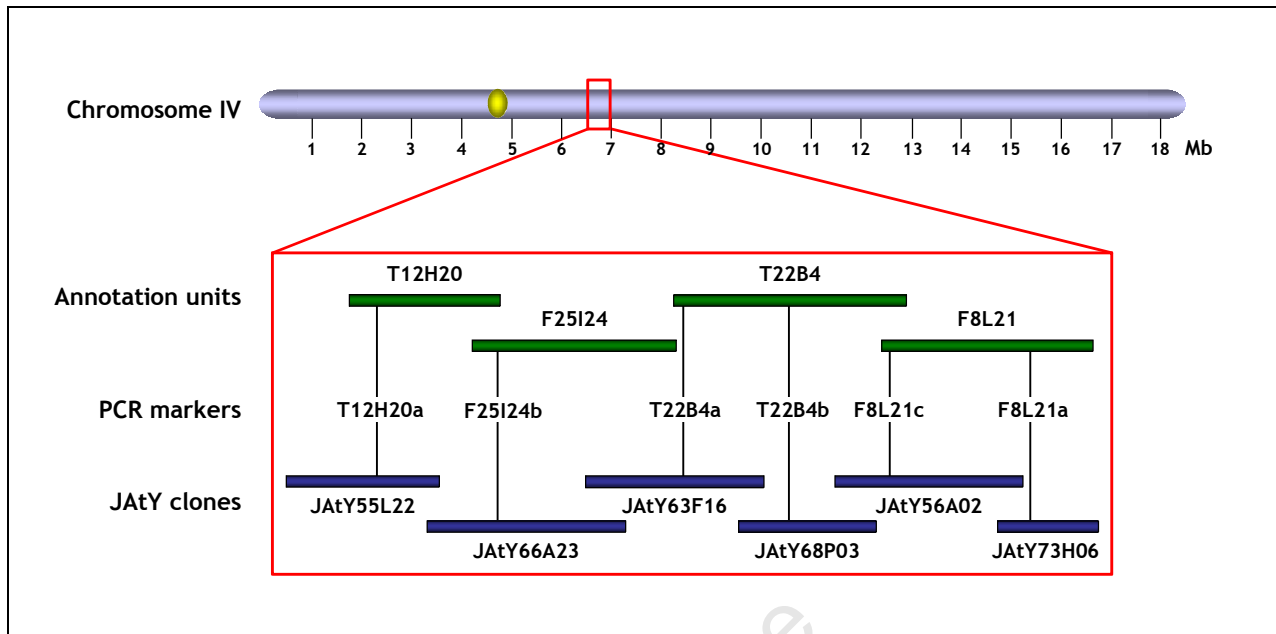 Chromosome IV
1 2 3 4 5 6 7 8 9 10 11 12 13 14 15 16 17 18 Mb
T12H20 T22B4
Annotation units
F25I24 F8L21
PCR markers T12H20a F25I24b T22B4a T22B4b F8L21c F8L21a
JAtY clones
JAtY55L22 JAtY63F16 JAtY56A02
JAtY66A23 JAtY68P03 JAtY73H06
e